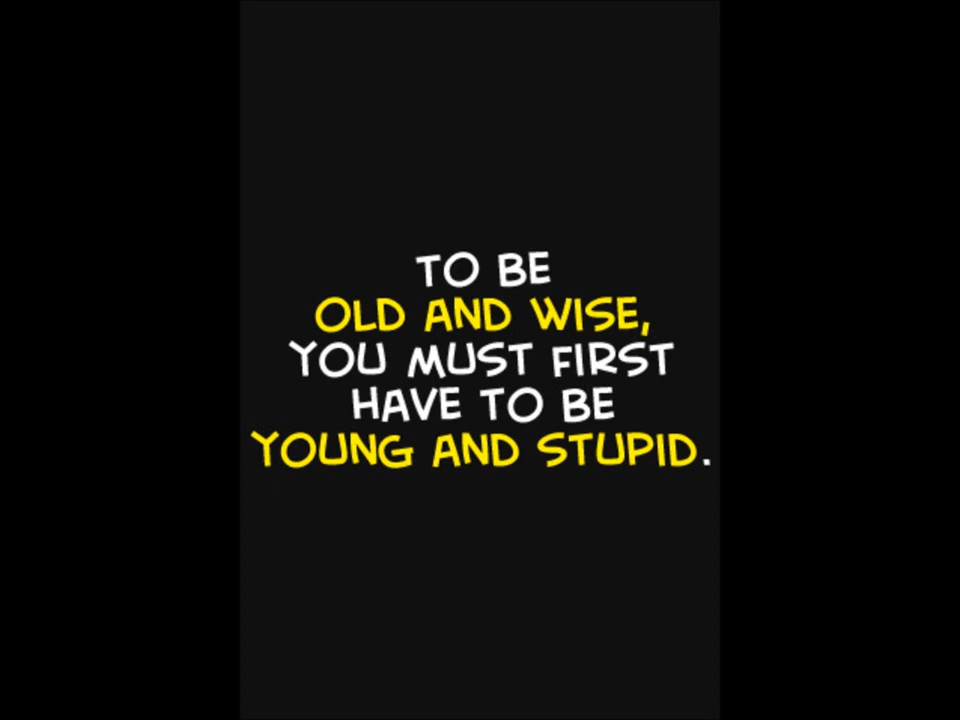 TO BE
OLD AND WISE,
YOU MUST FIRST
HAVE TO BE
YOUNG AND STUPID.